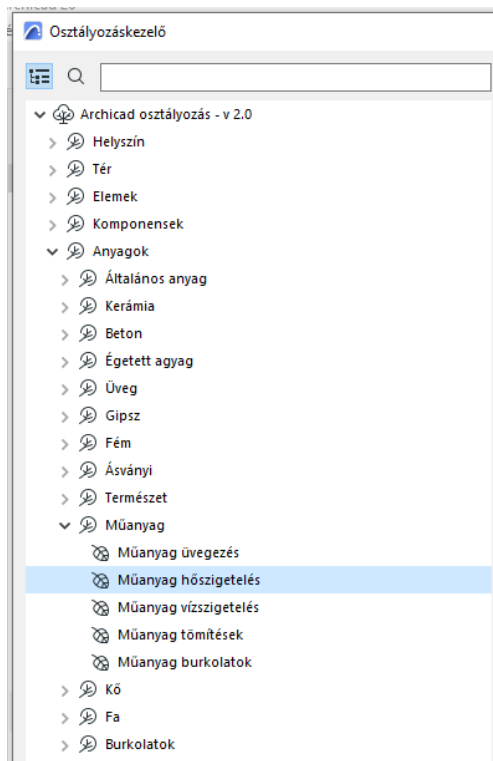 Osztályozáskezelő
Archicad osztályozás - v 2.0
Helyszín
Tér
Elemek
Komponensek
Anyagok
Általános anyag
Kerámia
Beton
Égetett agyag
Üveg
Gipsz
Fém
Ásványi
Természet
Műanyag
Műanyag üvegezés
Műanyag hőszigetelés
Műanyag vízszigetelés
Műanyag tömítések
Műanyag burkolatok
Kő
Fa
Burkolatok